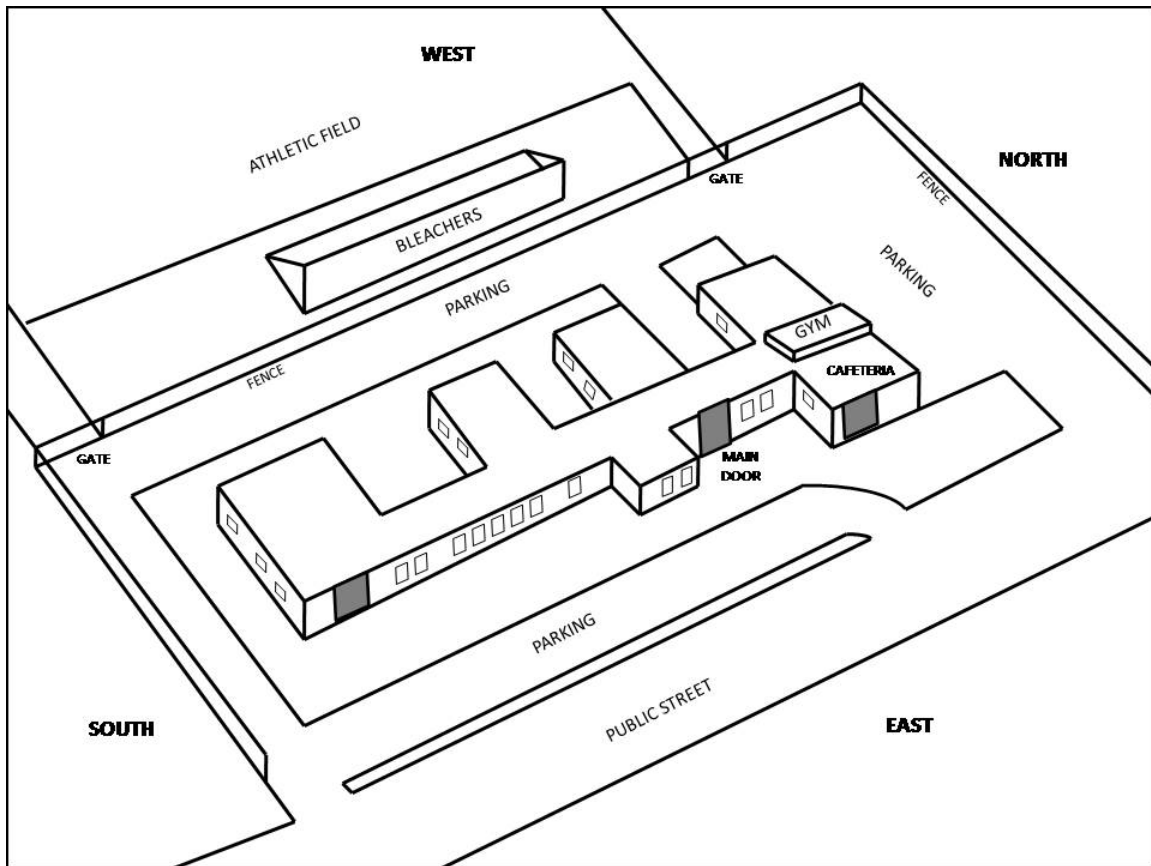 WEST
ATHLETIC FIELD
NORTH
GATE
FENCE
BLEACHERS
PARKING
PARKING
GYM
FENCE
CAFETERIA
GATE
MAIN
DOOR
PARKING
PUBLIC STREET
SOUTH
EAST